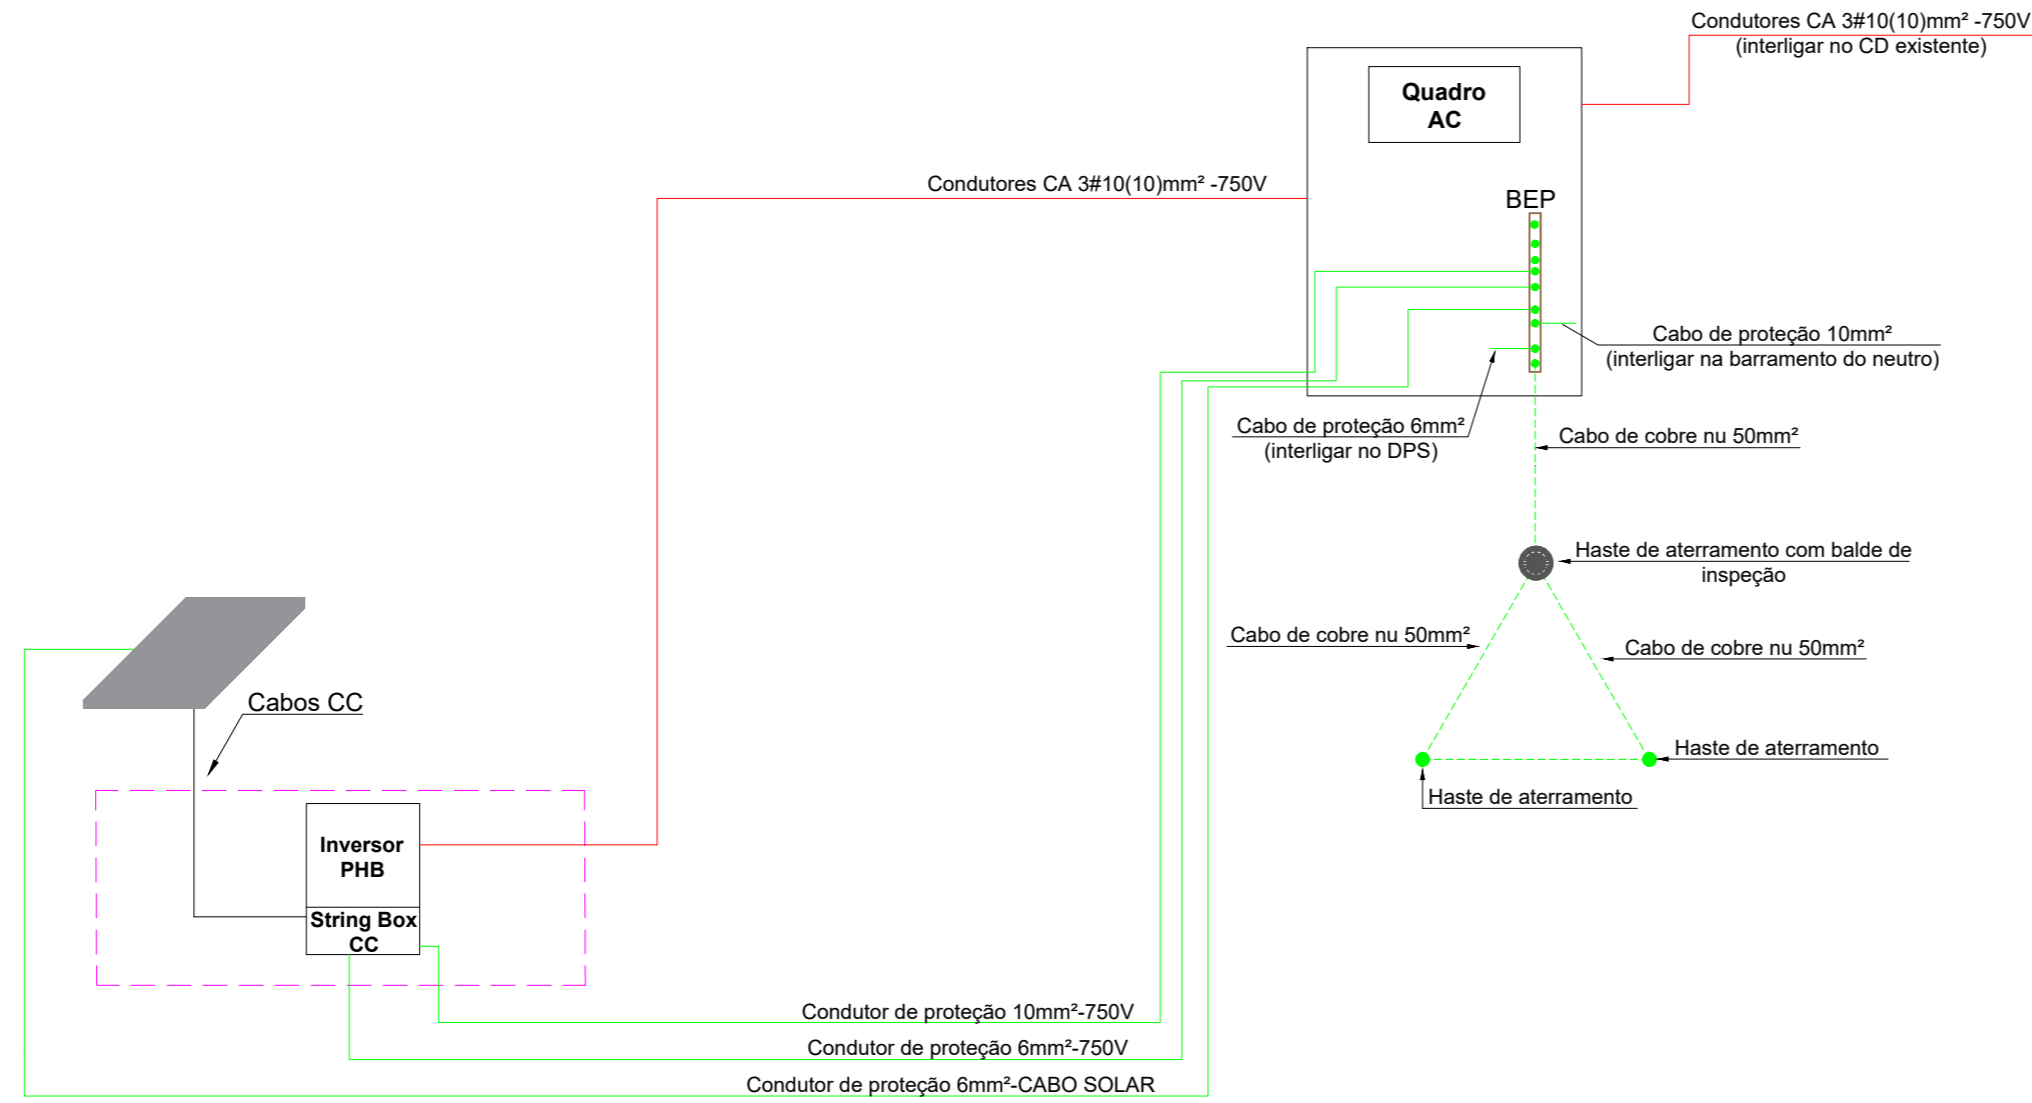 Condutores CA 3#10(10)mm² -750V
(interligar no CD existente)
Quadro
AC
Condutores CA 3#10(10)mm² -750V
BEP
Cabo de proteção 10mm²
(interligar na barramento do neutro)
Cabo de proteção 6mm²
(interligar no DPS)
Cabo de cobre nu 50mm²
Haste de aterramento com balde de
inspeção
Cabo de cobre nu 50mm²
Cabo de cobre nu 50mm²
Cabos CC
Haste de aterramento
Haste de aterramento
Inversor
PHB
String Box
CC
Condutor de proteção 10mm²-750V
Condutor de proteção 6mm²-750V
Condutor de proteção 6mm²-CABO SOLAR